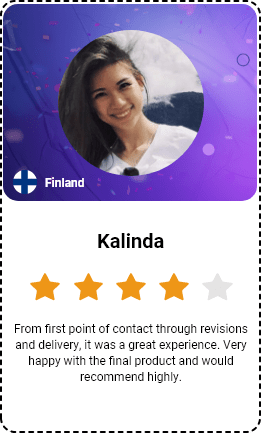 Finland
Kalinda
From first point of contact through revisions
and delivery, it was a great experience. Very
happy with the final product and would
recommend highly.